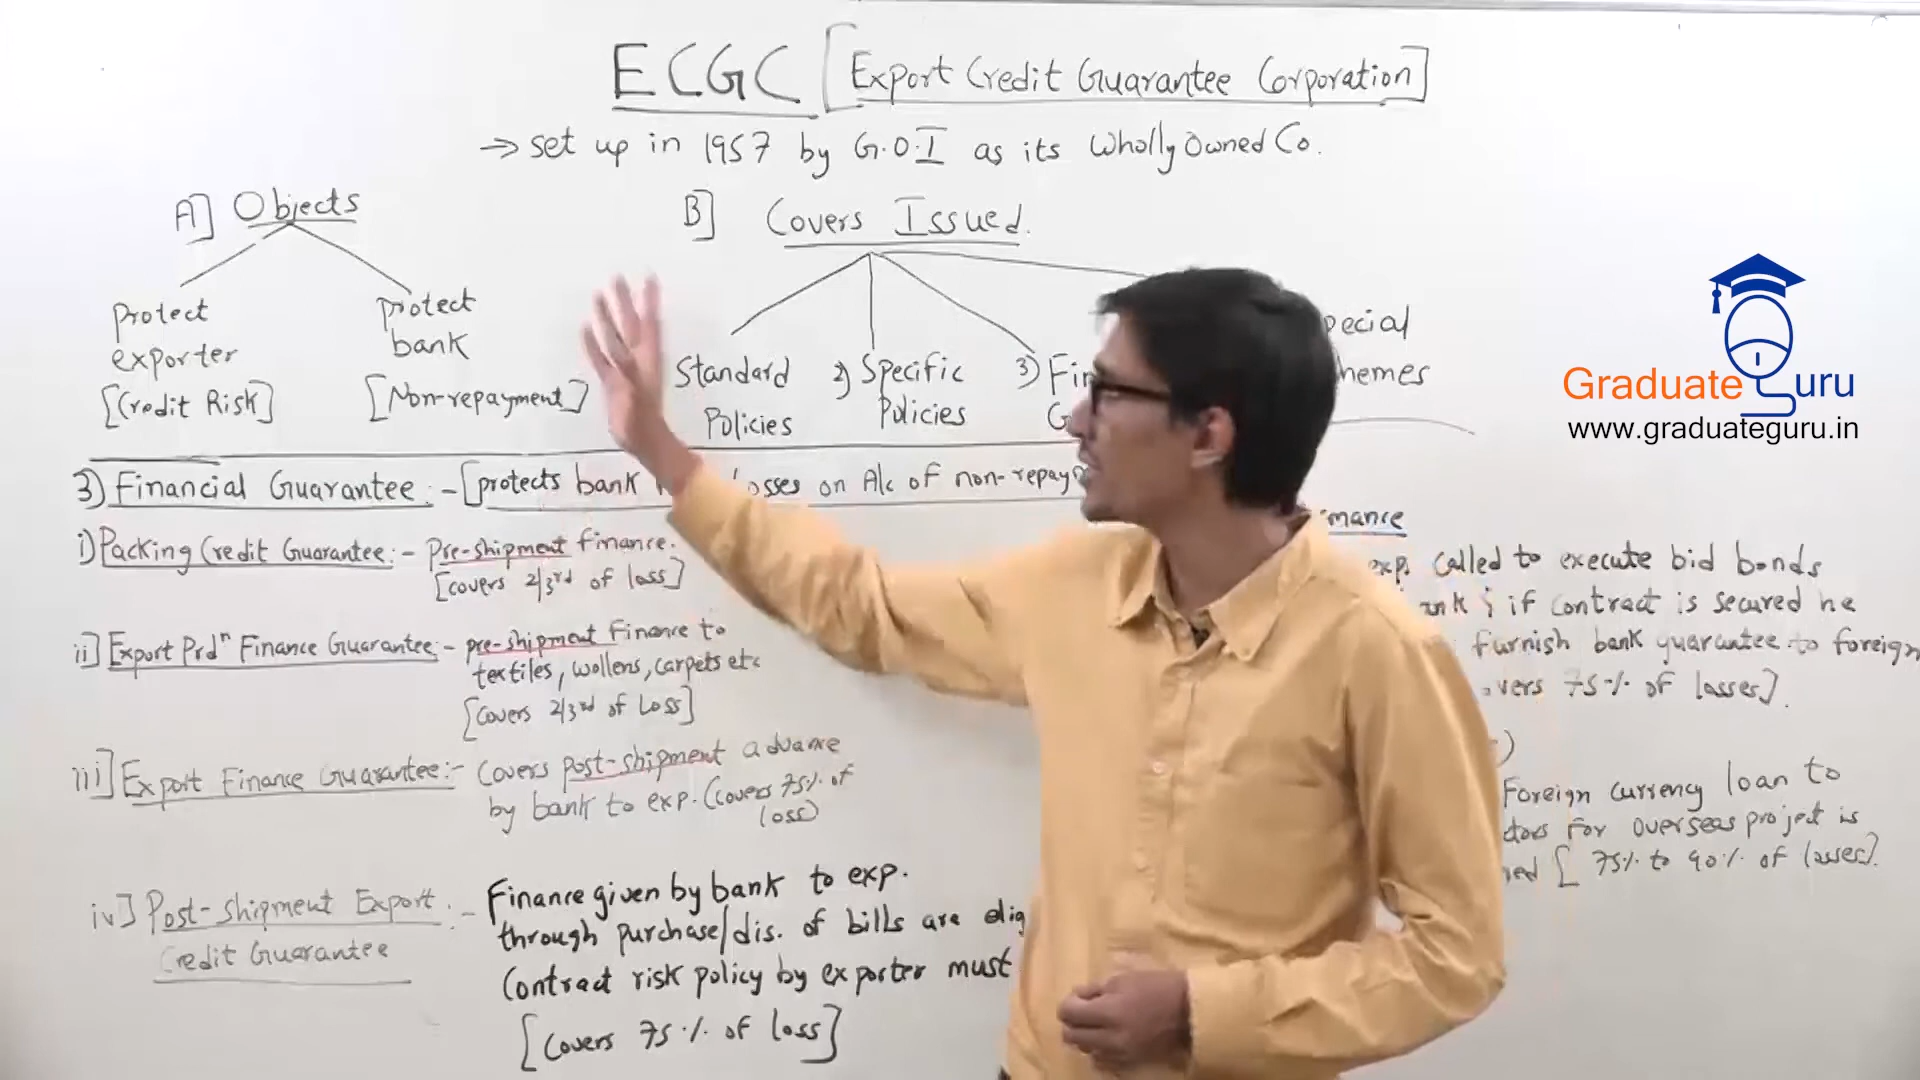 ECGC [Export Credit Guarantee Corporation]
→ set up in 1957 by G.O.I as its Wholly Owned Co.
A] Objects
protect
exporter
[Credit Risk]
protect
bank
[Non-repayment]
B] Covers Issued.
Standard
Policies
2) Specific
Policies
3) Fin
G
pecial
hemes
3) Financial Guarantee :- [protects bank losses on A/c of non-repaym
i) Packing Credit Guarantee:- Pre-shipment finance.
[covers 2/3rd of loss]
ii] Export Prdn Finance Guarantee:- pre-shipment Finance to
textiles, wollens, carpets etc
[covers 2/3rd of Loss]
iii] Export Finance Guarantee:- Covers post-shipment advance
by bank to exp. (covers 75% of
loss)
iv] Post-shipment Export :-
Credit Guarantee
Finance given by bank to exp.
through purchase/dis. of bills are elig
Contract risk policy by exporter must
[Covers 75% of loss]
mance
exp. called to execute bid bonds
ank ; if contract is secured he
furnish bank guarantee to foreign
vers 75% of losses].
Foreign currency loan to
ctors for overseas project is
red [ 75% to 90% of losses].
Graduate Guru
www.graduateguru.in